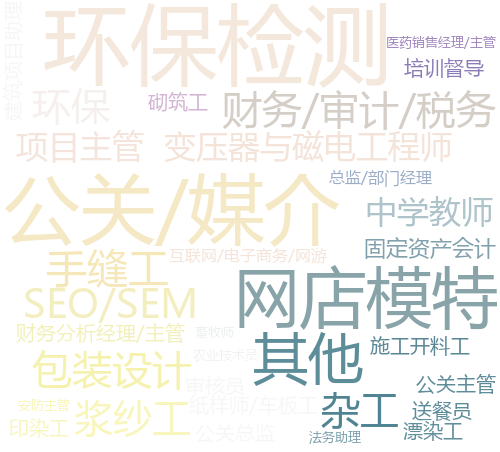 建筑项目助理
环保检测
医药销售经理/主管
培训督导
环保
砌筑工
财务/审计/税务
项目主管
变压器与磁电工程师
总监/部门经理
公关/媒介
中学教师
固定资产会计
手缝工
互联网/电子商务/网游
网店模特
SEO/SEM
财务分析经理/主管
畜牧师
其他
施工开料工
包装设计
农业技术员
审核员
公关主管
安防主管
浆纱工
纸样师/车板工
杂工
送餐员
印染工
公关总监
法务助理
漂染工